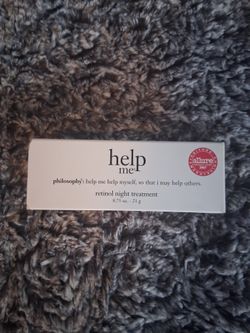 help
me
philosophy: help me help myself, so that i may help others.
retinol night treatment
allure